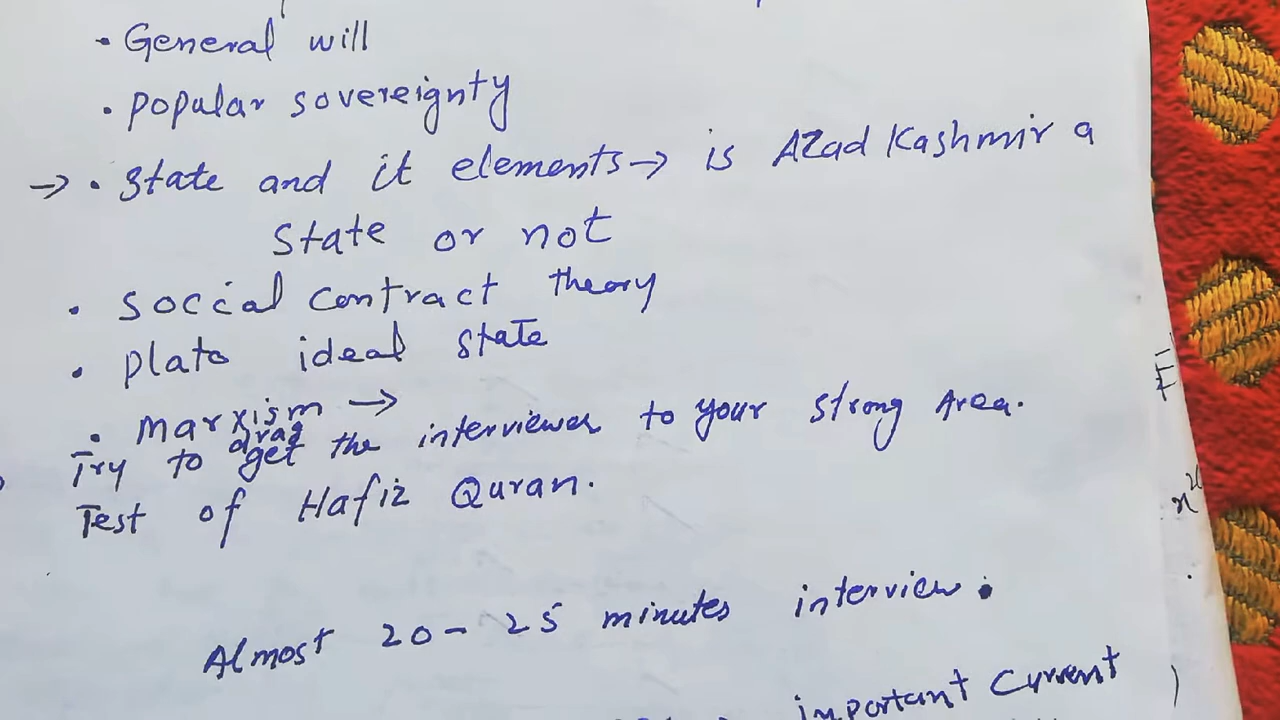 • General will
• popular sovereignty
→ • state and it elements → is Azad Kashmir a
state or not
• social contract theory
• plato ideal state
• marxism →
Try to drag get the interviewer to your strong Area.
Test of Hafiz Quran.
Almost 20 - 25 minutes interview.
important Current